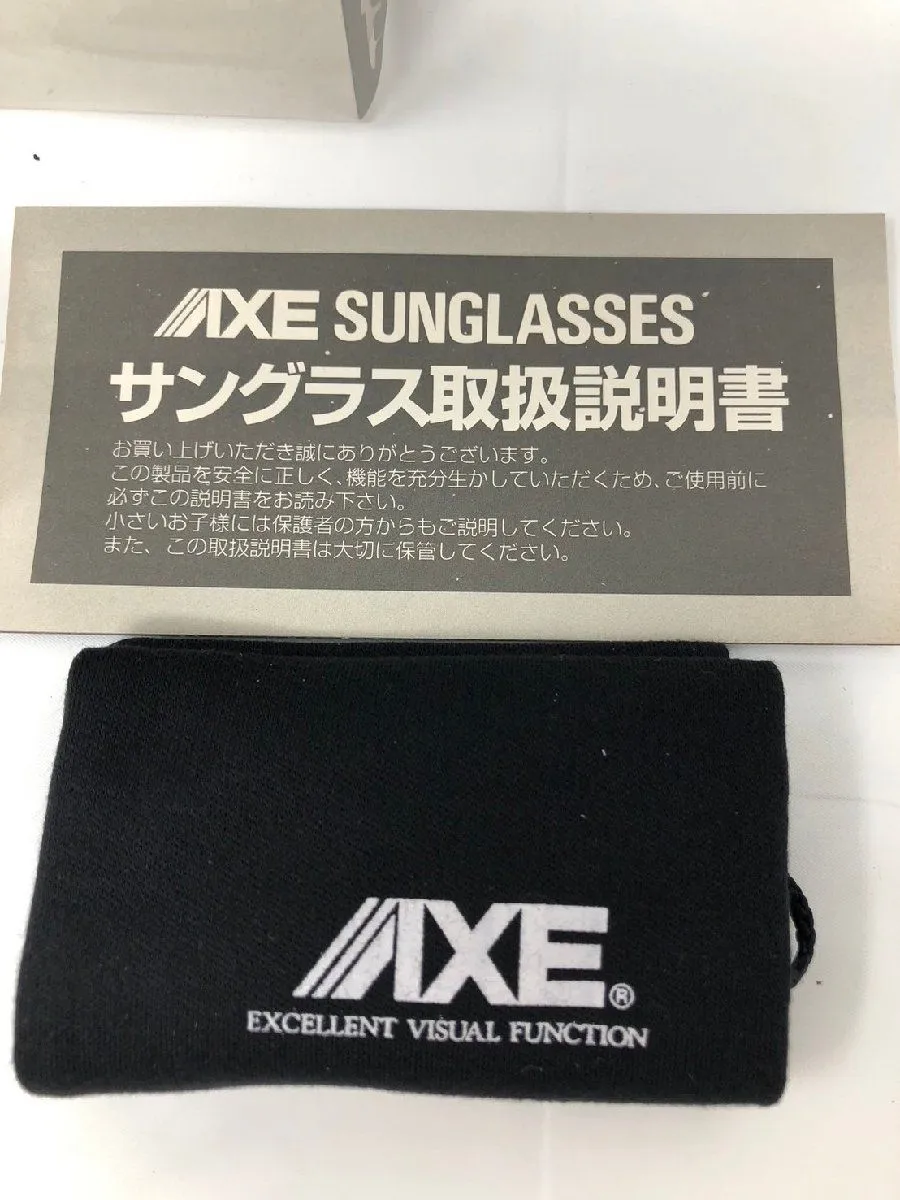 AXE SUNGLASSES
サングラス取扱説明書
お買い上げいただき誠にありがとうございます。
この製品を安全に正しく、機能を充分生かしていただくため、ご使用前に
必ずこの説明書をお読み下さい。
小さいお子様には保護者の方からもご説明してください。
また、この取扱説明書は大切に保管してください。
AXE®
EXCELLENT VISUAL FUNCTION